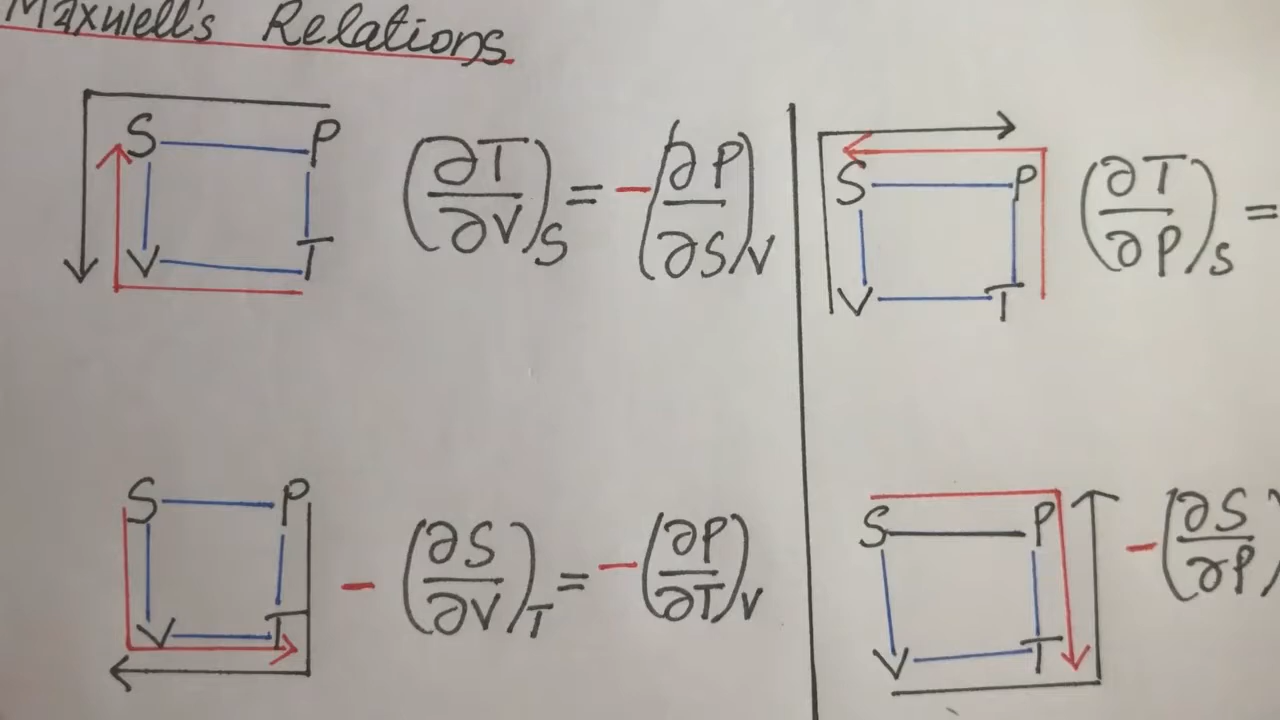 Maxwell's Relations
S P
V T
(∂T/∂V)S = -(∂P/∂S)V
S P
V T
(∂T/∂P)S =
S P
V T
-(∂S/∂V)T = -(∂P/∂T)V
S P
V T
-(∂S/∂P)